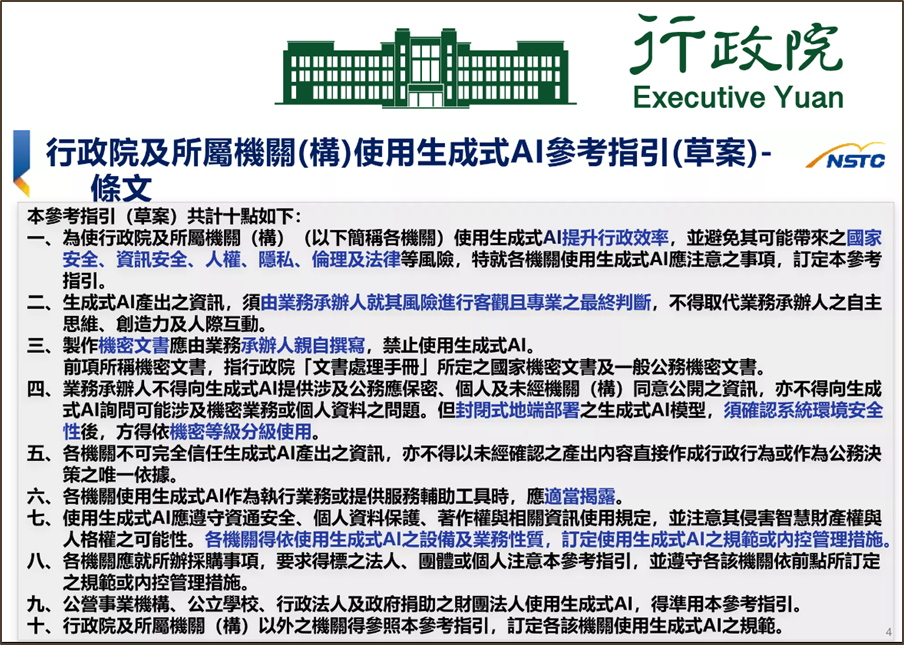 行政院
Executive Yuan
行政院及所屬機關(構)使用生成式AI參考指引(草案)-
條文
NSTC
本參考指引（草案）共計十點如下：
一、為使行政院及所屬機關（構）（以下簡稱各機關）使用生成式AI提升行政效率，並避免其可能帶來之國家
安全、資訊安全、人權、隱私、倫理及法律等風險，特就各機關使用生成式AI應注意之事項，訂定本參考
指引。
二、生成式AI產出之資訊，須由業務承辦人就其風險進行客觀且專業之最終判斷，不得取代業務承辦人之自主
思維、創造力及人際互動。
三、製作機密文書應由業務承辦人親自撰寫，禁止使用生成式AI。
前項所稱機密文書，指行政院「文書處理手冊」所定之國家機密文書及一般公務機密文書。
四、業務承辦人不得向生成式AI提供涉及公務應保密、個人及未經機關（構）同意公開之資訊，亦不得向生成
式AI詢問可能涉及機密業務或個人資料之問題。但封閉式地端部署之生成式AI模型，須確認系統環境安全
性後，方得依機密等級分級使用。
五、各機關不可完全信任生成式AI產出之資訊，亦不得以未經確認之產出內容直接作成行政行為或作為公務決
策之唯一依據。
六、各機關使用生成式AI作為執行業務或提供服務輔助工具時，應適當揭露。
七、使用生成式AI應遵守資通安全、個人資料保護、著作權與相關資訊使用規定，並注意其侵害智慧財產權與
人格權之可能性。各機關得依使用生成式AI之設備及業務性質，訂定使用生成式AI之規範或內控管理措施。
八、各機關應就所辦採購事項，要求得標之法人、團體或個人注意本參考指引，並遵守各該機關依前點所訂定
之規範或內控管理措施。
九、公營事業機構、公立學校、行政法人及政府捐助之財團法人使用生成式AI，得準用本參考指引。
十、行政院及所屬機關（構）以外之機關得參照本參考指引，訂定各該機關使用生成式AI之規範。
4